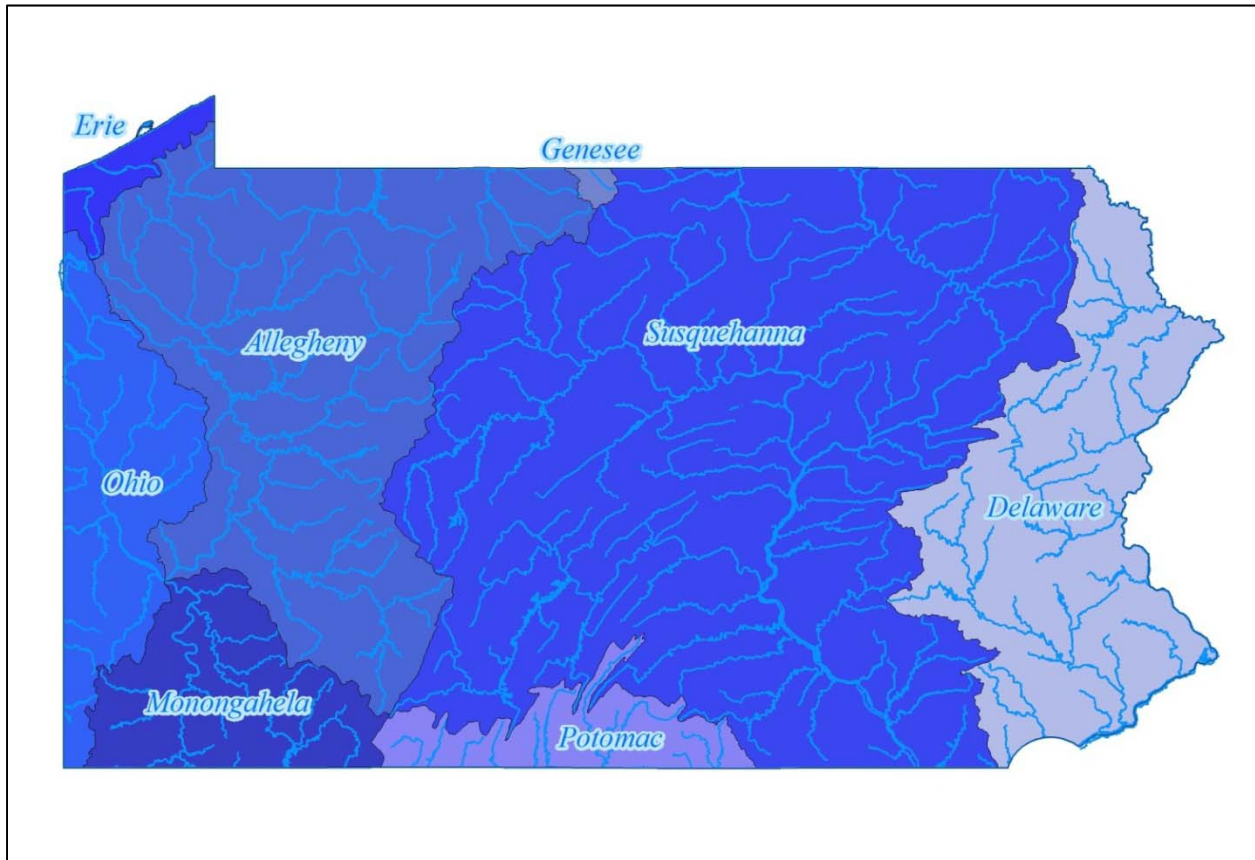 Erie
Genesee
Allegheny
Susquehanna
Ohio
Delaware
Monongahela
Potomac